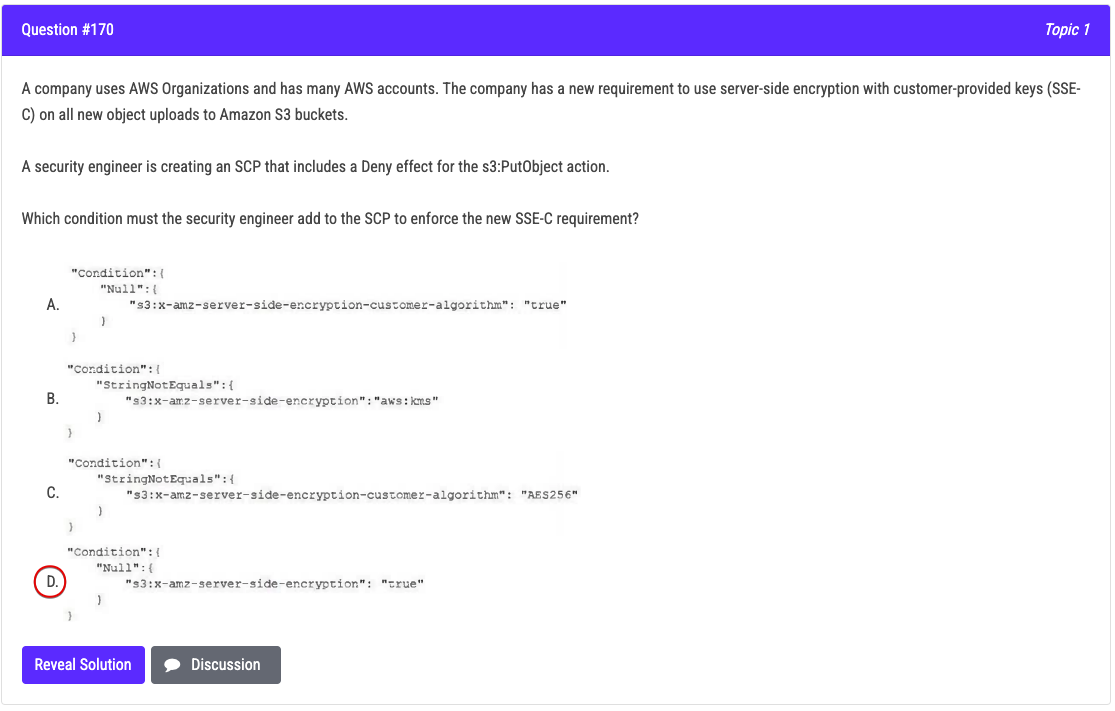 Question #170
Topic 1
A company uses AWS Organizations and has many AWS accounts. The company has a new requirement to use server-side encryption with customer-provided keys (SSE-
C) on all new object uploads to Amazon S3 buckets.
A security engineer is creating an SCP that includes a Deny effect for the s3:PutObject action.
Which condition must the security engineer add to the SCP to enforce the new SSE-C requirement?
"Condition":{
"Null":{
A. "s3:x-amz-server-side-encryption-customer-algorithm": "true"
}
}
"Condition":{
"StringNotEquals":{
B. "s3:x-amz-server-side-encryption":"aws:kms"
}
}
"Condition":{
"StringNotEquals":{
C. "s3:x-amz-server-side-encryption-customer-algorithm": "AES256"
}
}
"Condition":{
"Null":{
D. "s3:x-amz-server-side-encryption": "true"
}
}
Reveal Solution
Discussion